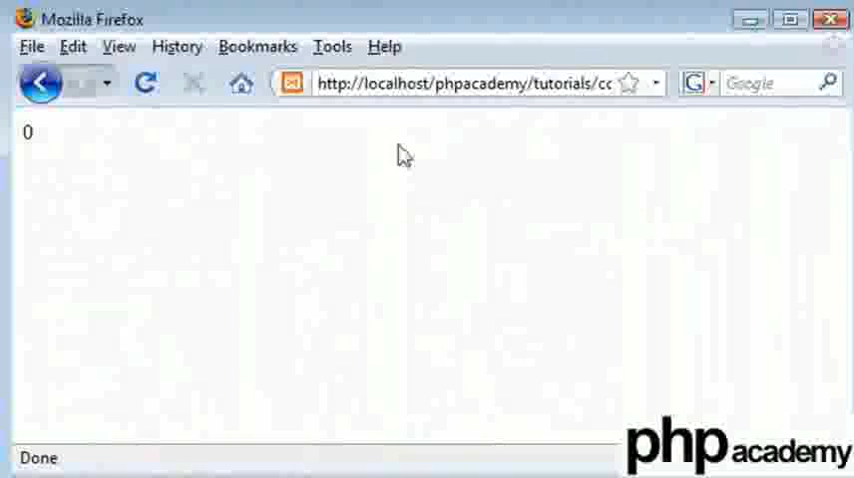 Mozilla Firefox
File Edit View History Bookmarks Tools Help
http://localhost/phpacademy/tutorials/cc
G Google
0
Done
php academy